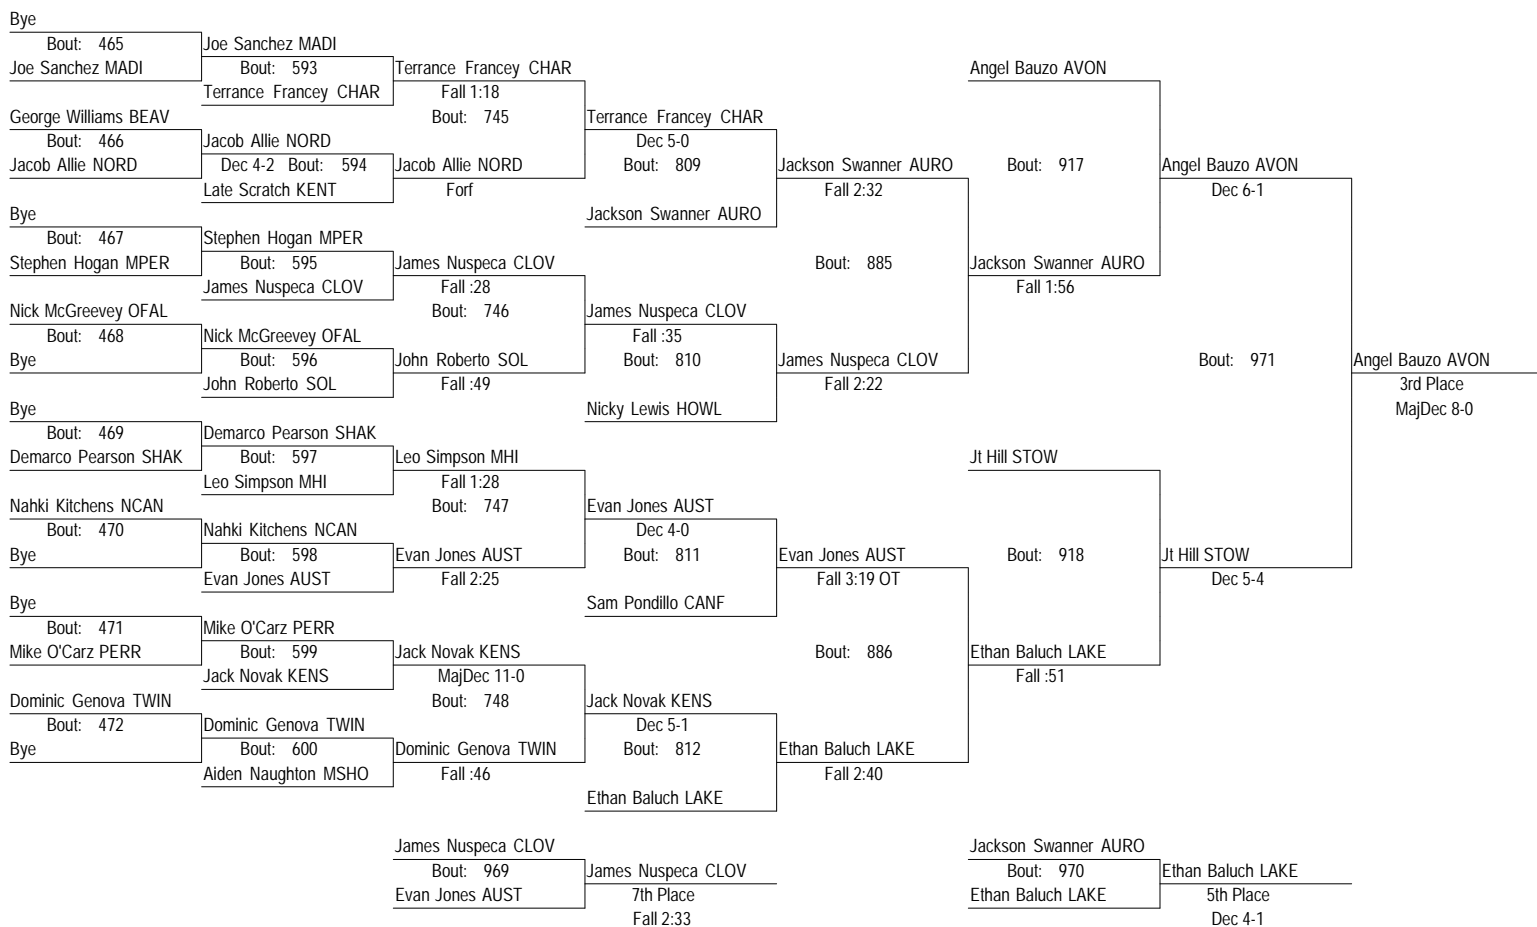 Bye
Bout: 465
Joe Sanchez MADI
Joe Sanchez MADI
Bout: 593
Terrance Francey CHAR
Terrance Francey CHAR
Fall 1:18
Bout: 745
George Williams BEAV
Bout: 466
Jacob Allie NORD
Jacob Allie NORD
Dec 4-2 Bout: 594
Late Scratch KENT
Jacob Allie NORD
Forf
Terrance Francey CHAR
Dec 5-0
Bout: 809
Jackson Swanner AURO
Jackson Swanner AURO
Fall 2:32
Bye
Bout: 467
Stephen Hogan MPER
Stephen Hogan MPER
Bout: 595
James Nuspeca CLOV
James Nuspeca CLOV
Fall :28
Bout: 746
Nick McGreevey OFAL
Bout: 468
Bye
Nick McGreevey OFAL
Bout: 596
John Roberto SOL
John Roberto SOL
Fall :49
James Nuspeca CLOV
Fall :35
Bout: 810
Nicky Lewis HOWL
James Nuspeca CLOV
Fall 2:22
Bout: 885
Angel Bauzo AVON
Bout: 917
Jackson Swanner AURO
Fall 1:56
Angel Bauzo AVON
Dec 6-1
Bye
Bout: 469
Demarco Pearson SHAK
Demarco Pearson SHAK
Bout: 597
Leo Simpson MHI
Leo Simpson MHI
Fall 1:28
Bout: 747
Nahki Kitchens NCAN
Bout: 470
Bye
Nahki Kitchens NCAN
Bout: 598
Evan Jones AUST
Evan Jones AUST
Fall 2:25
Evan Jones AUST
Dec 4-0
Bout: 811
Sam Pondillo CANF
Evan Jones AUST
Fall 3:19 OT
Bye
Bout: 471
Mike O'Carz PERR
Mike O'Carz PERR
Bout: 599
Jack Novak KENS
Jack Novak KENS
MajDec 11-0
Bout: 748
Dominic Genova TWIN
Bout: 472
Bye
Dominic Genova TWIN
Bout: 600
Aiden Naughton MSHO
Dominic Genova TWIN
Fall :46
Jack Novak KENS
Dec 5-1
Bout: 812
Ethan Baluch LAKE
Ethan Baluch LAKE
Fall 2:40
Bout: 886
Jt Hill STOW
Bout: 918
Ethan Baluch LAKE
Fall :51
Jt Hill STOW
Dec 5-4
Bout: 971
Angel Bauzo AVON
3rd Place
MajDec 8-0
James Nuspeca CLOV
Bout: 969
Evan Jones AUST
James Nuspeca CLOV
7th Place
Fall 2:33
Jackson Swanner AURO
Bout: 970
Ethan Baluch LAKE
Ethan Baluch LAKE
5th Place
Dec 4-1